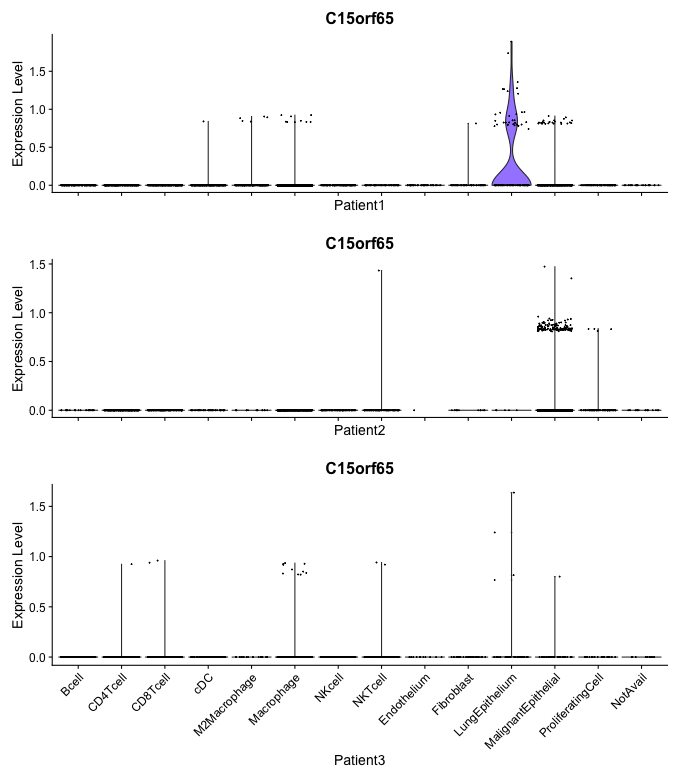 C15orf65
Expression Level
1.5
1.0
0.5
0.0
Patient1
C15orf65
Expression Level
1.5
1.0
0.5
0.0
Patient2
C15orf65
Expression Level
1.5
1.0
0.5
0.0
Bcell
CD4Tcell
CD8Tcell
cDC
M2Macrophage
Macrophage
NKcell
NKTcell
Endothelium
Fibroblast
LungEpithelium
MalignantEpithelial
ProliferatingCell
NotAvail
Patient3